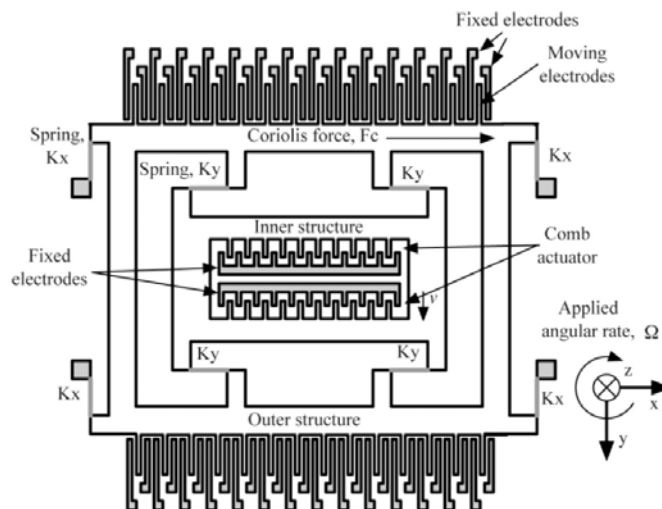 Fixed electrodes
Moving
electrodes
Spring,
Kx
Coriolis force, Fc
Kx
Spring, Ky
Ky
Inner structure
Fixed
electrodes
Comb
actuator
v
Applied
angular rate, Ω
Ky
Ky
Kx
Kx
z
x
y
Outer structure